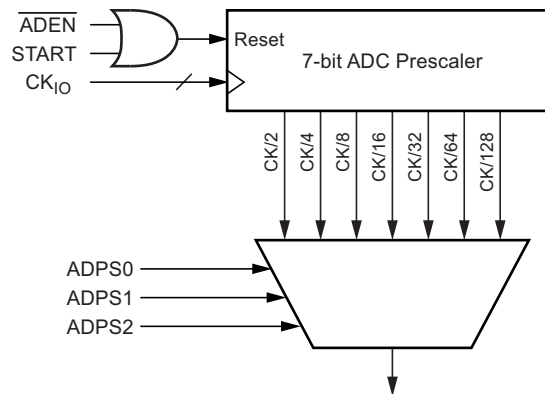 ADEN
START
CK_IO
Reset
7-bit ADC Prescaler
CK/2
CK/4
CK/8
CK/16
CK/32
CK/64
CK/128
ADPS0
ADPS1
ADPS2